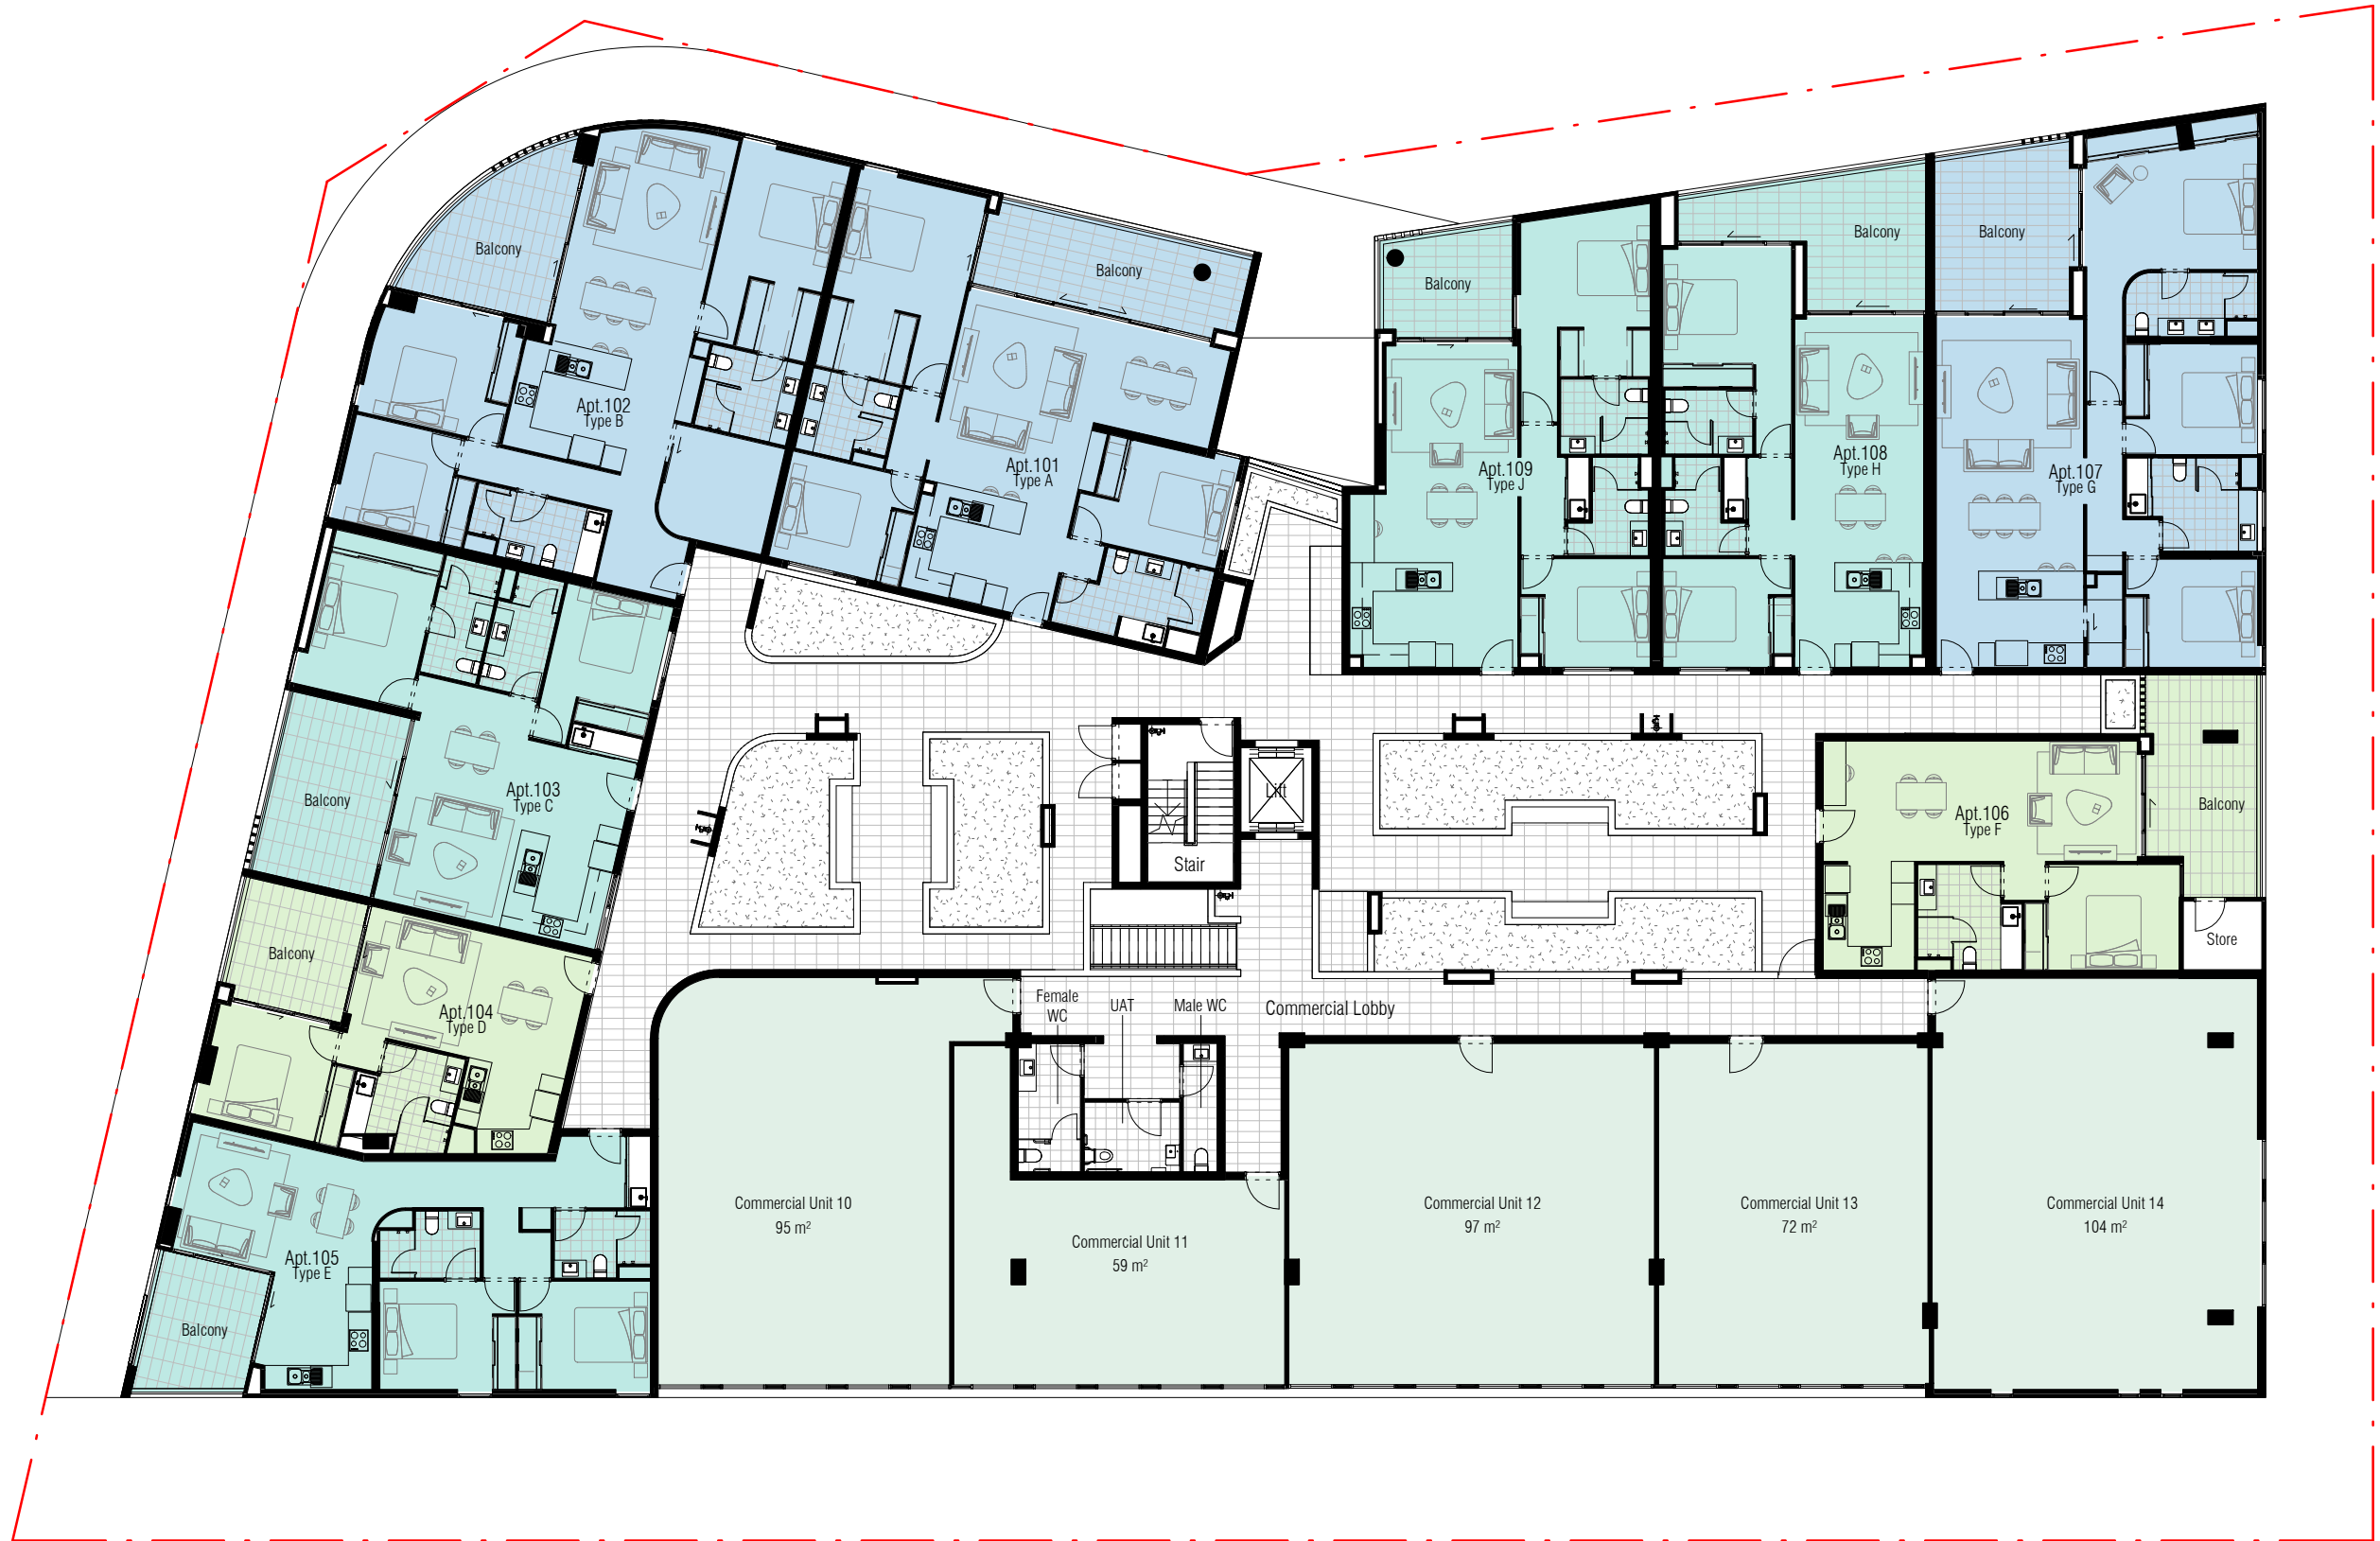 Balcony
Apt.102
Type B
Balcony
Apt.101
Type A
Balcony
Apt.109
Type J
Balcony
Apt.108
Type H
Balcony
Apt.107
Type G
Balcony
Apt.103
Type C
Lift
Stair
Apt.106
Type F
Balcony
Store
Balcony
Apt.104
Type D
Female
WC
UAT
Male WC
Commercial Lobby
Apt.105
Type E
Balcony
Commercial Unit 10
95 m²
Commercial Unit 11
59 m²
Commercial Unit 12
97 m²
Commercial Unit 13
72 m²
Commercial Unit 14
104 m²